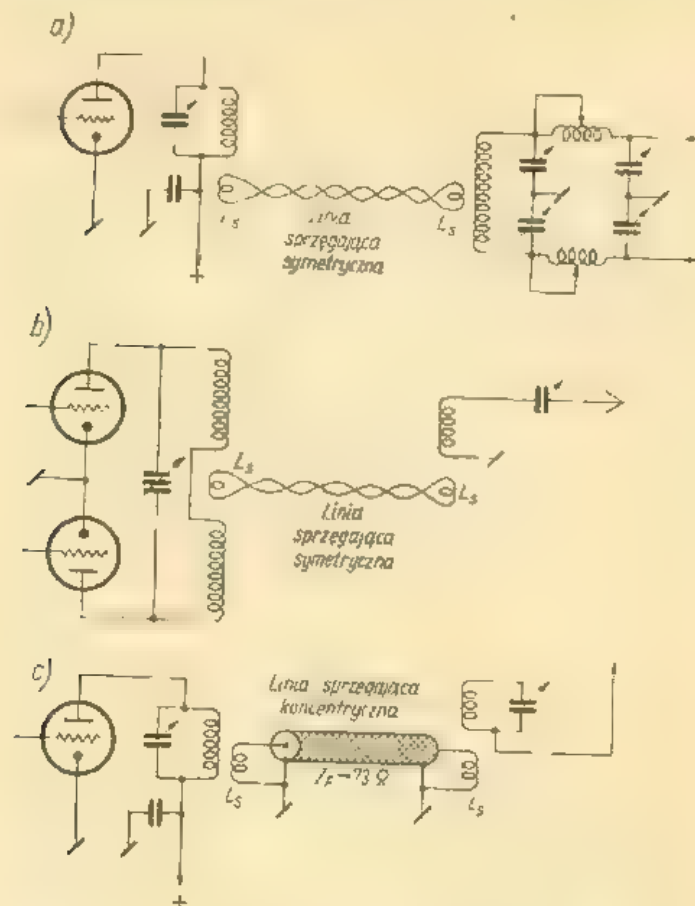 a)
Ls
sprzęgająca
symetryczna
Ls
+
b)
Ls
Ls
Linia
sprzęgająca
symetryczna
c)
Linia sprzęgająca
koncentryczna
Ls
Ls
+